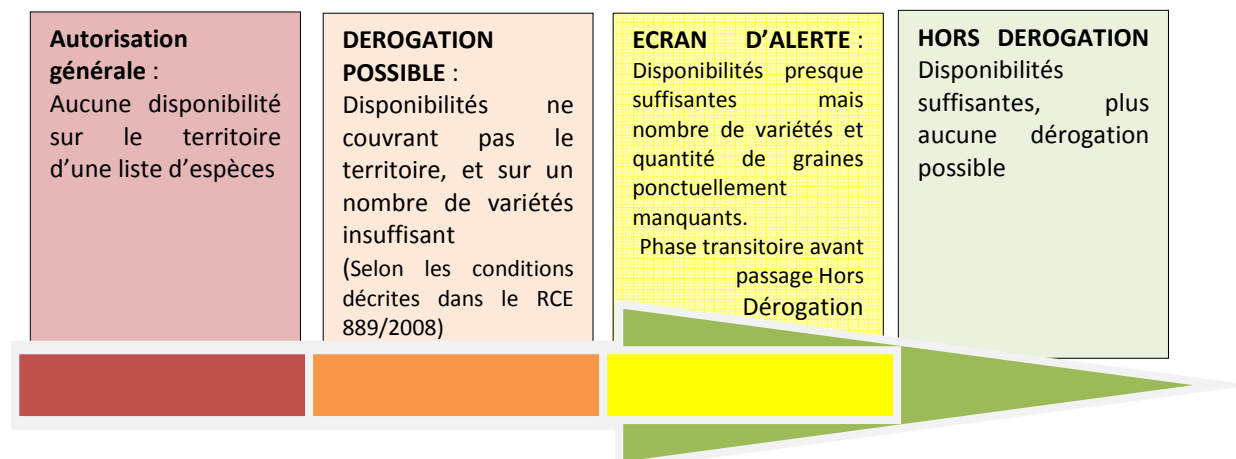 Autorisation
générale :
Aucune disponibilité
sur le territoire
d'une liste d'espèces
DEROGATION
POSSIBLE :
Disponibilités ne
couvrant pas le
territoire, et sur un
nombre de variétés
insuffisant
(Selon les conditions
décrites dans le RCE
889/2008)
ECRAN D'ALERTE :
Disponibilités presque
suffisantes mais
nombre de variétés et
quantité de graines
ponctuellement
manquants.
Phase transitoire avant
passage Hors
Dérogation
HORS DEROGATION
Disponibilités
suffisantes, plus
aucune dérogation
possible